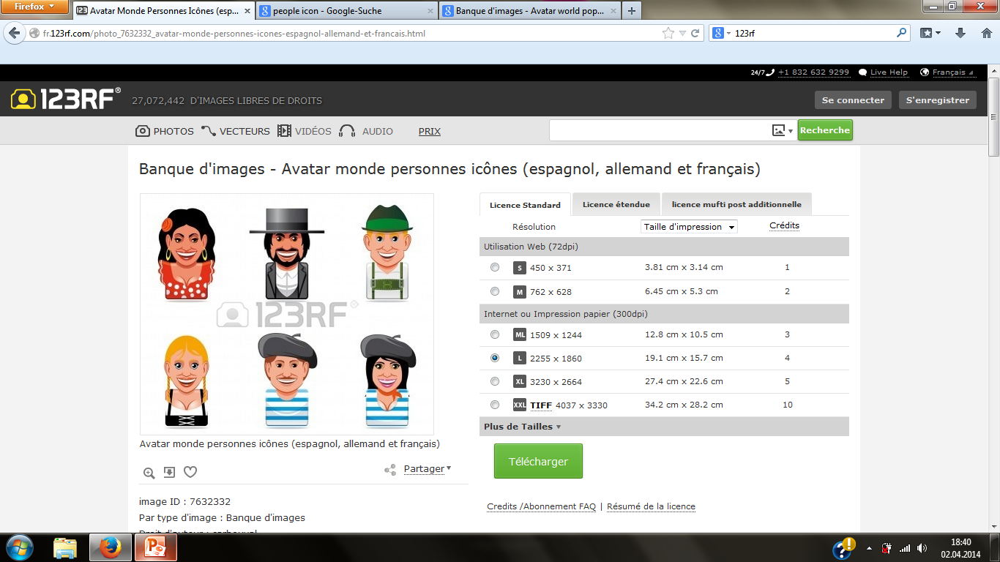 Firefox
Avatar Monde Personnes Icônes (esp...
people icon - Google-Suche
Banque d'images - Avatar world pop...
fr.123rf.com/photo_7632332_avatar-monde-personnes-icones-espagnol-allemand-et-francais.html
123rf
24/7 +1 832 632 9299 Live Help Français
123RF® 27,072,442 D'IMAGES LIBRES DE DROITS
Se connecter S'enregistrer
PHOTOS VECTEURS VIDÉOS AUDIO PRIX
Recherche
Banque d'images - Avatar monde personnes icônes (espagnol, allemand et français)
123RF
Licence Standard Licence étendue licence mufti post additionnelle
Résolution Taille d'impression Crédits
Utilisation Web (72dpi)
S 450 x 371 3.81 cm x 3.14 cm 1
M 762 x 628 6.45 cm x 5.3 cm 2
Internet ou Impression papier (300dpi)
ML 1509 x 1244 12.8 cm x 10.5 cm 3
L 2255 x 1860 19.1 cm x 15.7 cm 4
XL 3230 x 2664 27.4 cm x 22.6 cm 5
XXL TIFF 4037 x 3330 34.2 cm x 28.2 cm 10
Plus de Tailles
Télécharger
Credits /Abonnement FAQ | Résumé de la licence
Avatar monde personnes icônes (espagnol, allemand et français)
Partager
image ID : 7632332
Par type d'image : Banque d'images
18:40
02.04.2014